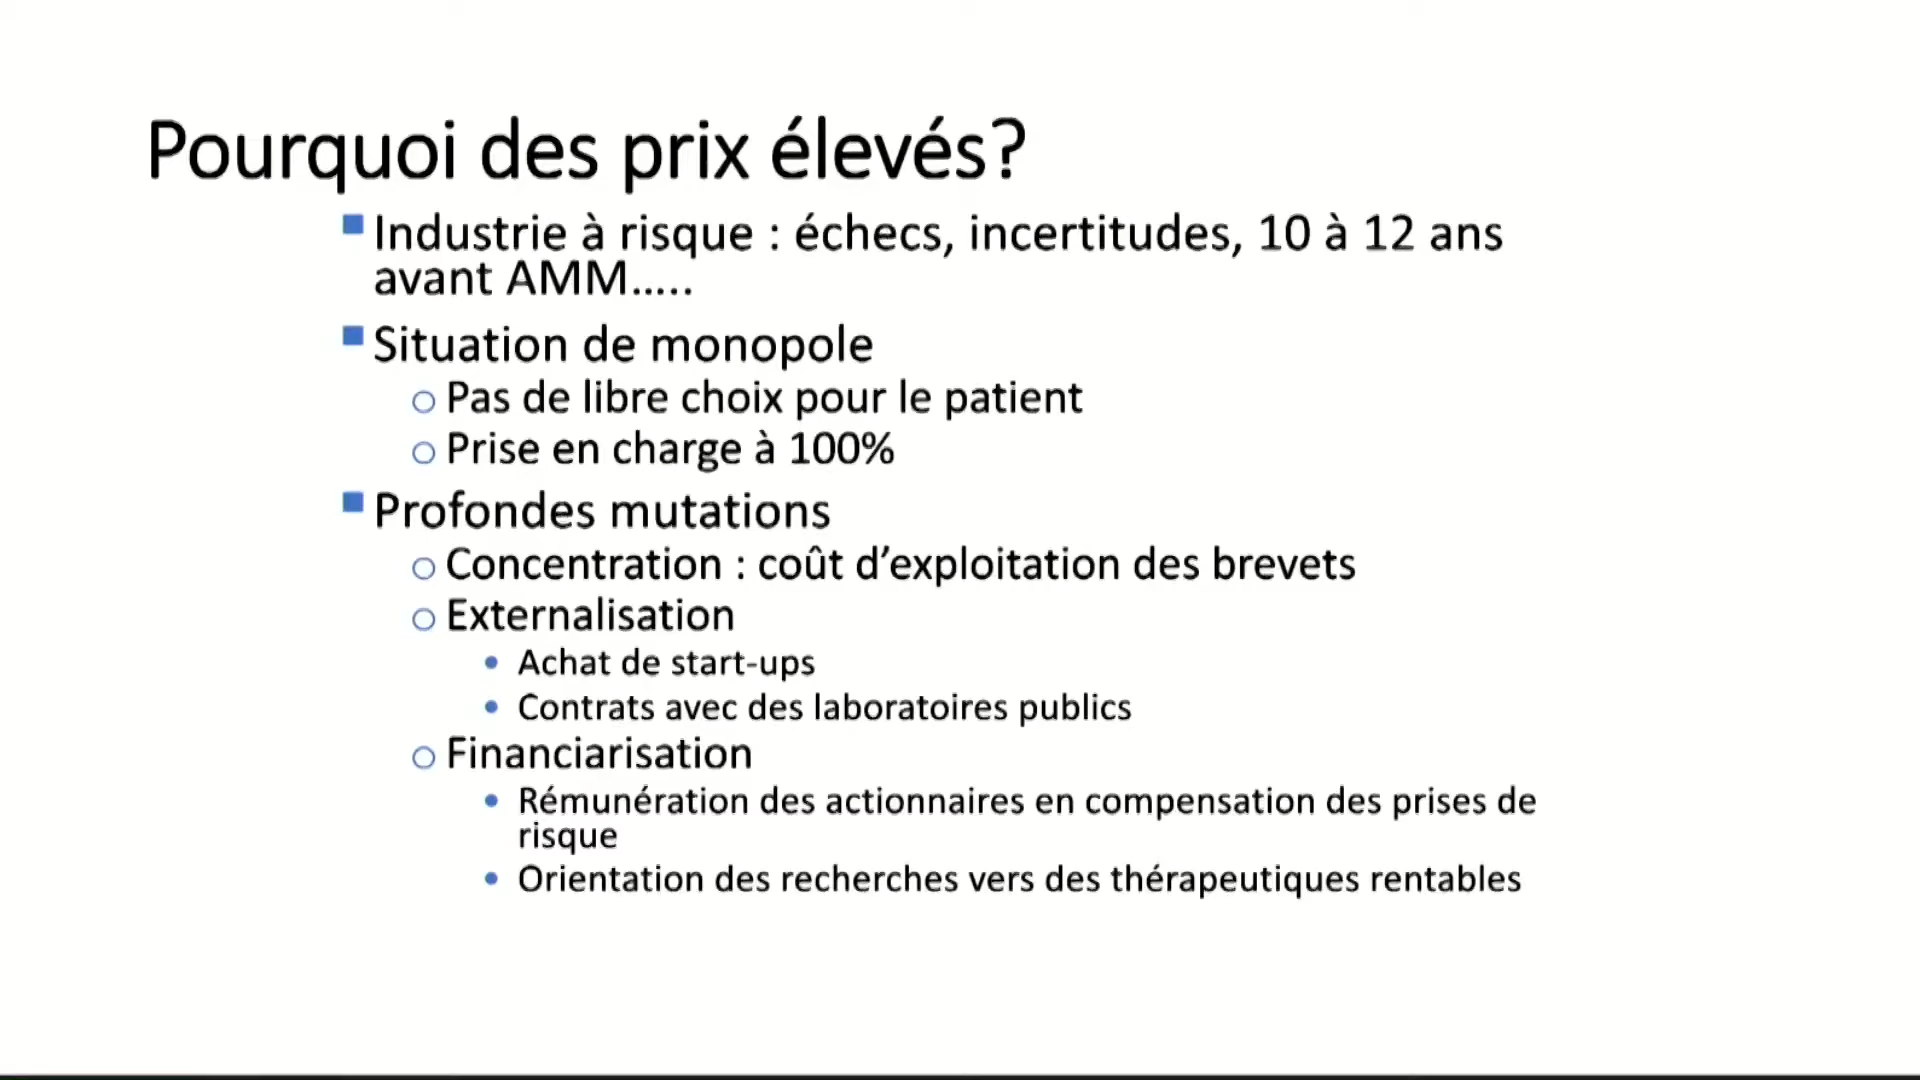 Pourquoi des prix élevés?
Industrie à risque : échecs, incertitudes, 10 à 12 ans
avant AMM…..
Situation de monopole
Pas de libre choix pour le patient
Prise en charge à 100%
Profondes mutations
Concentration : coût d’exploitation des brevets
Externalisation
Achat de start-ups
Contrats avec des laboratoires publics
Financiarisation
Rémunération des actionnaires en compensation des prises de
risque
Orientation des recherches vers des thérapeutiques rentables